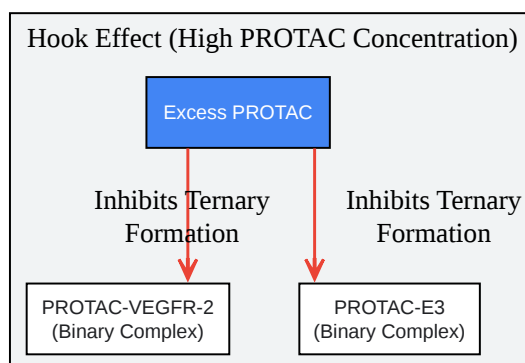 Hook Effect (High PROTAC Concentration)
Excess PROTAC
Inhibits Ternary
Formation
Inhibits Ternary
Formation
PROTAC-VEGFR-2
(Binary Complex)
PROTAC-E3
(Binary Complex)